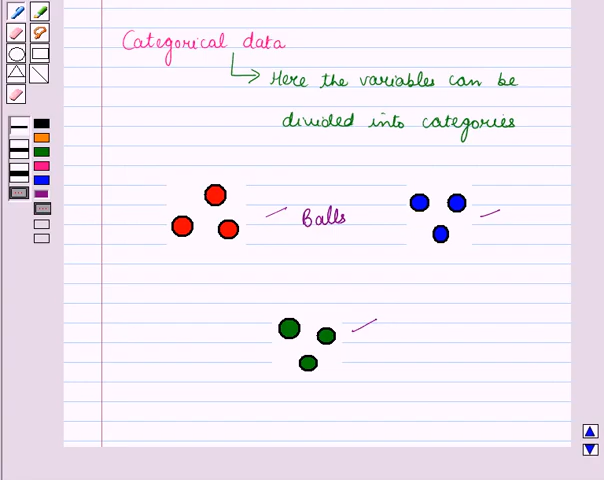 Categorical data
Here the variables can be
divided into categories
Balls